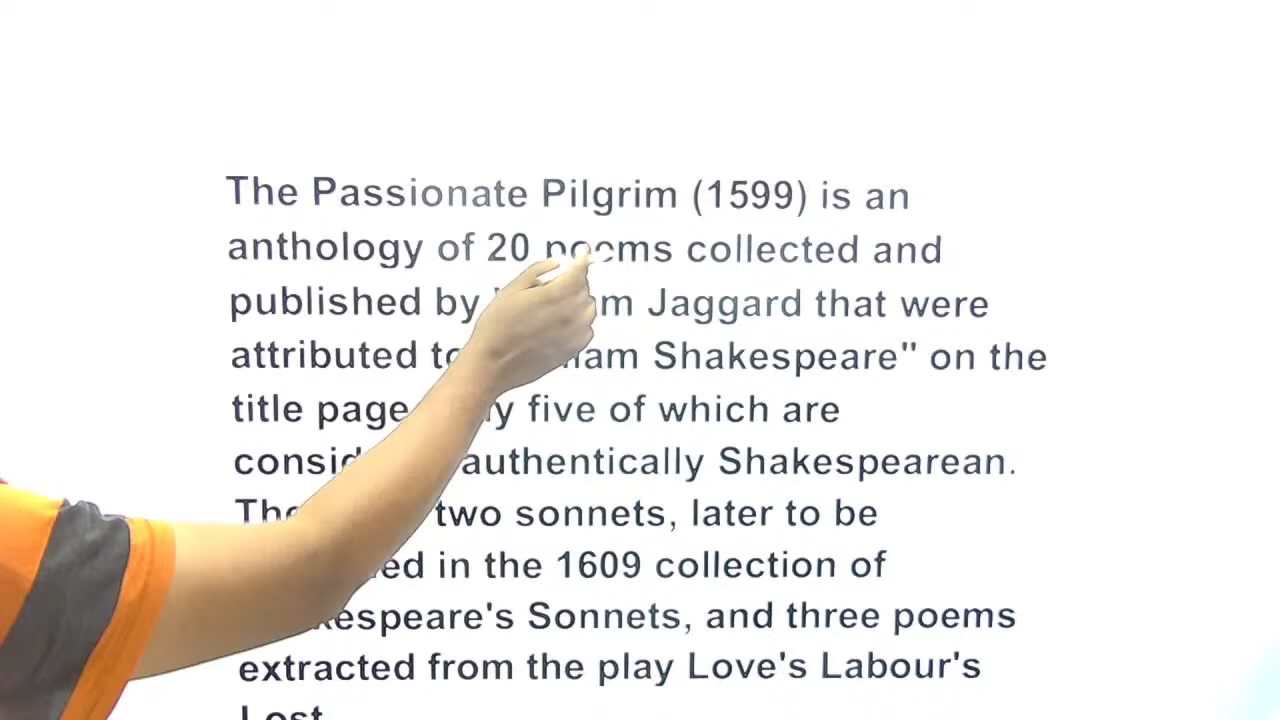 The Passionate Pilgrim (1599) is an
anthology of 20 poems collected and
published by Jaggard that were
attributed to Shakespeare" on the
title page five of which are
authentically Shakespearean.
two sonnets, later to be
in the 1609 collection of
Shakespeare's Sonnets, and three poems
extracted from the play Love's Labour's
Lost